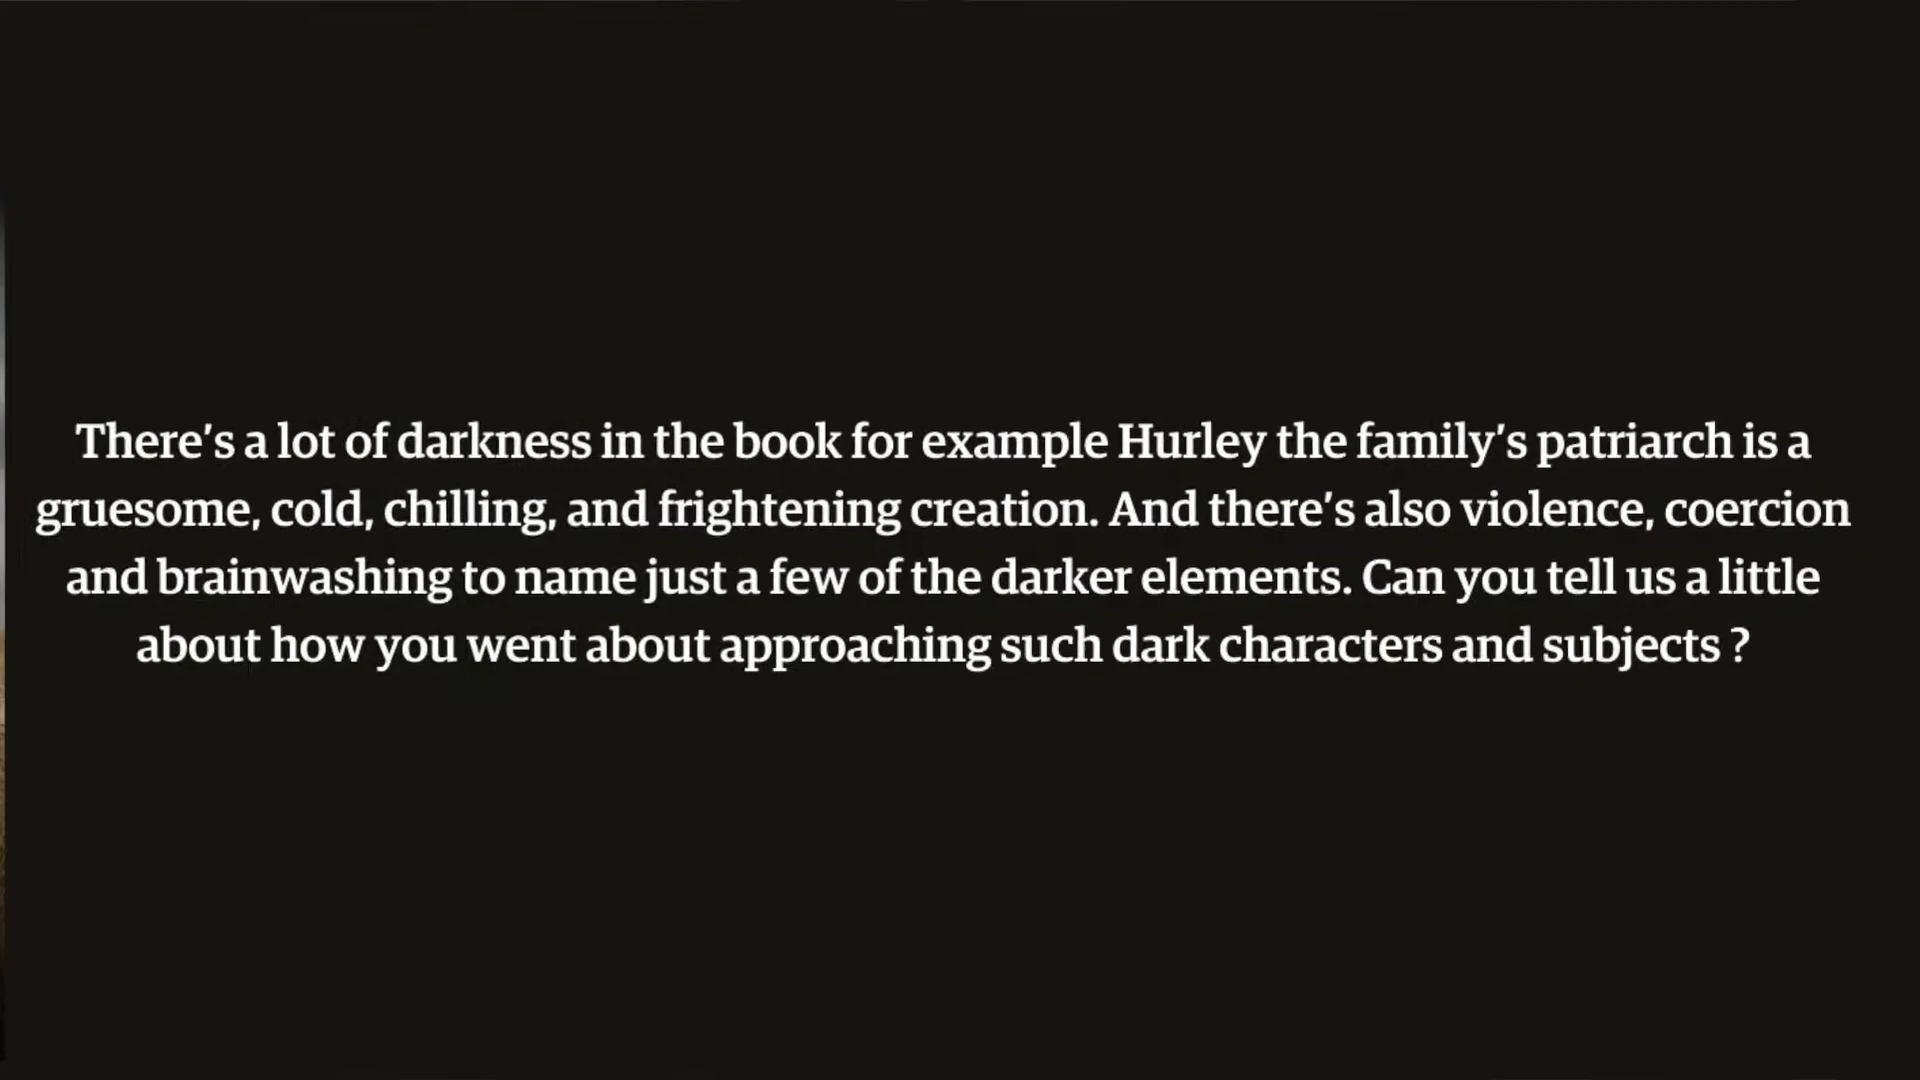 There’s a lot of darkness in the book for example Hurley the family’s patriarch is a
gruesome, cold, chilling, and frightening creation. And there’s also violence, coercion
and brainwashing to name just a few of the darker elements. Can you tell us a little
about how you went about approaching such dark characters and subjects ?